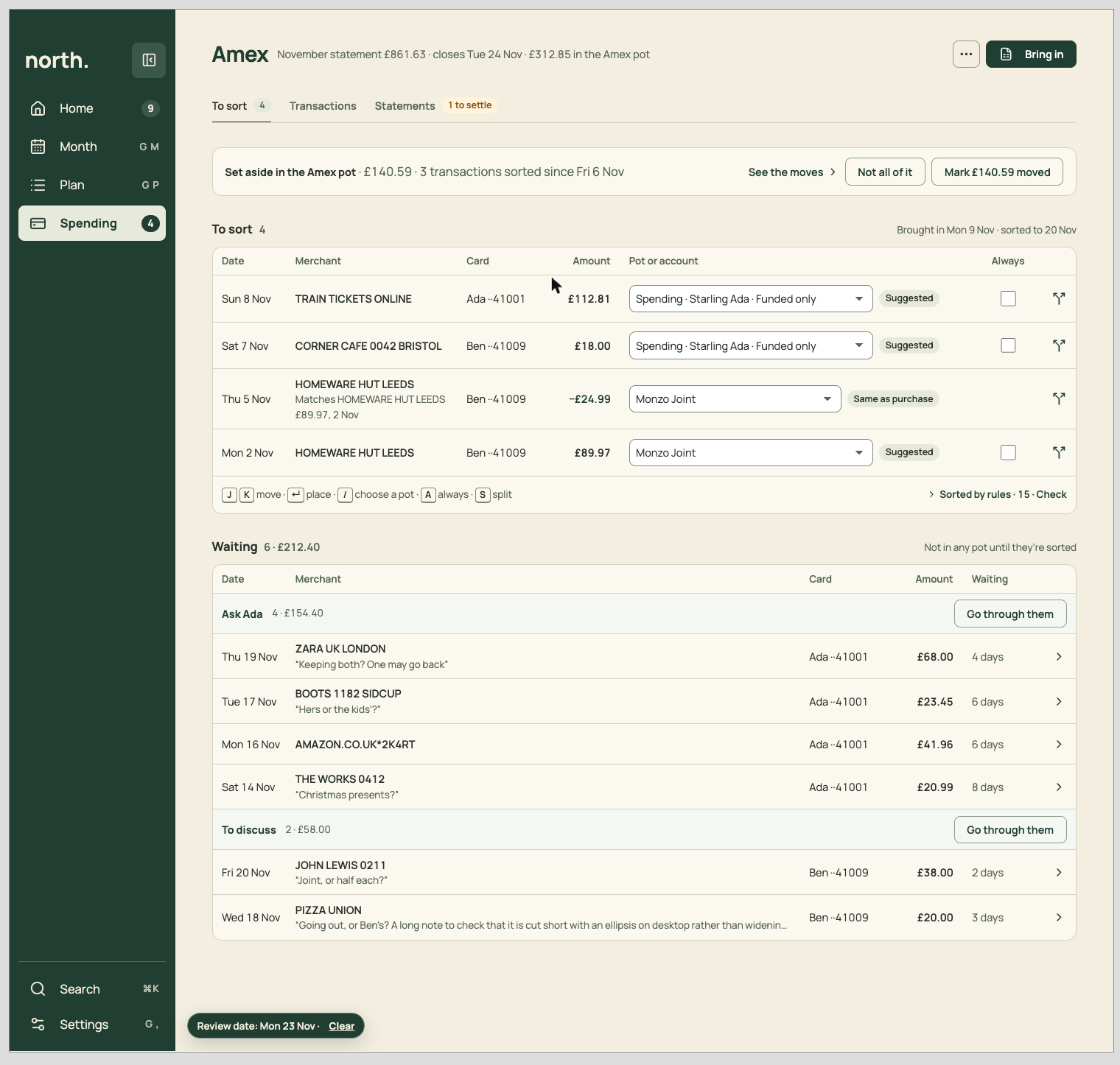 north.
Home 9
Month G M
Plan G P
Spending 4
Search ⌘K
Settings G ,
Amex November statement £861.63 · closes Tue 24 Nov · £312.85 in the Amex pot
··· Bring in
To sort 4 Transactions Statements 1 to settle
Set aside in the Amex pot · £140.59 · 3 transactions sorted since Fri 6 Nov See the moves Not all of it Mark £140.59 moved
To sort 4 Brought in Mon 9 Nov · sorted to 20 Nov
Date Merchant Card Amount Pot or account Always
Sun 8 Nov TRAIN TICKETS ONLINE Ada ··41001 £112.81 Spending · Starling Ada · Funded only Suggested
Sat 7 Nov CORNER CAFE 0042 BRISTOL Ben ··41009 £18.00 Spending · Starling Ada · Funded only Suggested
HOMEWARE HUT LEEDS
Thu 5 Nov Matches HOMEWARE HUT LEEDS Ben ··41009 −£24.99 Monzo Joint Same as purchase
£89.97, 2 Nov
Mon 2 Nov HOMEWARE HUT LEEDS Ben ··41009 £89.97 Monzo Joint Suggested
J K move · ↵ place · / choose a pot · A always · S split Sorted by rules · 15 · Check
Waiting 6 · £212.40 Not in any pot until they're sorted
Date Merchant Card Amount Waiting
Ask Ada 4 · £154.40 Go through them
Thu 19 Nov ZARA UK LONDON Ada ··41001 £68.00 4 days
“Keeping both? One may go back”
Tue 17 Nov BOOTS 1182 SIDCUP Ada ··41001 £23.45 6 days
“Hers or the kids'?”
Mon 16 Nov AMAZON.CO.UK*2K4RT Ada ··41001 £41.96 6 days
Sat 14 Nov THE WORKS 0412 Ada ··41001 £20.99 8 days
“Christmas presents?”
To discuss 2 · £58.00 Go through them
Fri 20 Nov JOHN LEWIS 0211 Ben ··41009 £38.00 2 days
“Joint, or half each?”
Wed 18 Nov PIZZA UNION Ben ··41009 £20.00 3 days
“Going out, or Ben's? A long note to check that it is cut short with an ellipsis on desktop rather than widenin…
Review date: Mon 23 Nov · Clear